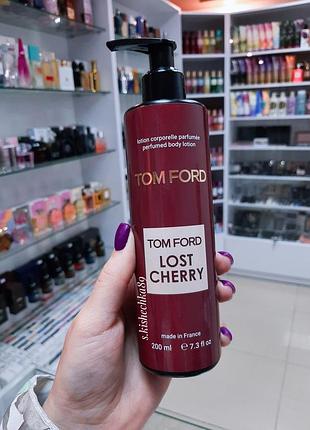 lotion corporelle parfumée
perfumed body lotion
TOM FORD
TOM FORD
LOST
CHERRY
made in France
200 ml e 7.3 fl oz
s.kishechka89